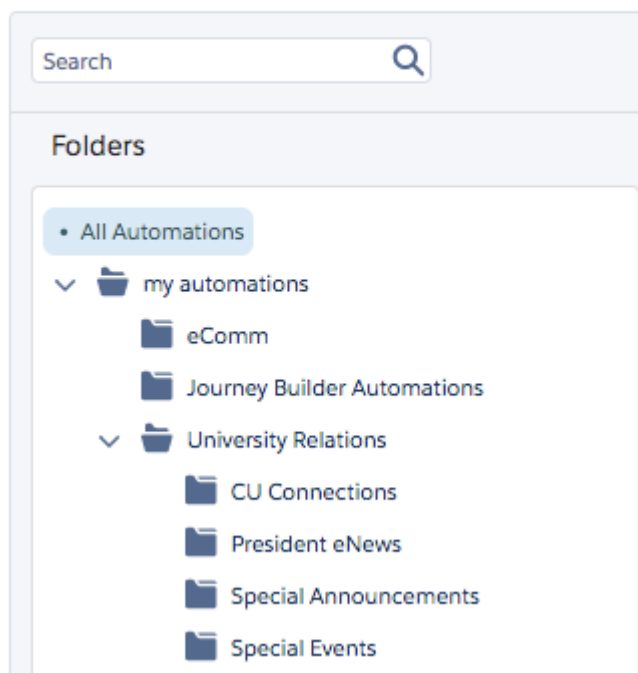 Search
Folders
• All Automations
my automations
eComm
Journey Builder Automations
University Relations
CU Connections
President eNews
Special Announcements
Special Events